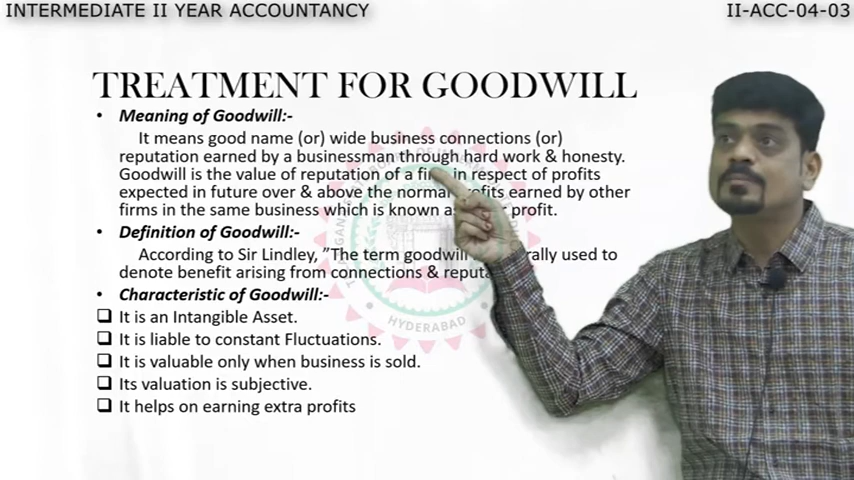 INTERMEDIATE II YEAR ACCOUNTANCY
II-ACC-04-03
TREATMENT FOR GOODWILL
• Meaning of Goodwill:-
It means good name (or) wide business connections (or)
reputation earned by a businessman through hard work & honesty.
Goodwill is the value of reputation of a in respect of profits
expected in future over & above the normal earned by other
firms in the same business which is known profit.
• Definition of Goodwill:-
According to Sir Lindley, ”The term goodwill used to
denote benefit arising from connections &
• Characteristic of Goodwill:-
❑ It is an Intangible Asset.
❑ It is liable to constant Fluctuations.
❑ It is valuable only when business is sold.
❑ Its valuation is subjective.
❑ It helps on earning extra profits
HYDERABAD